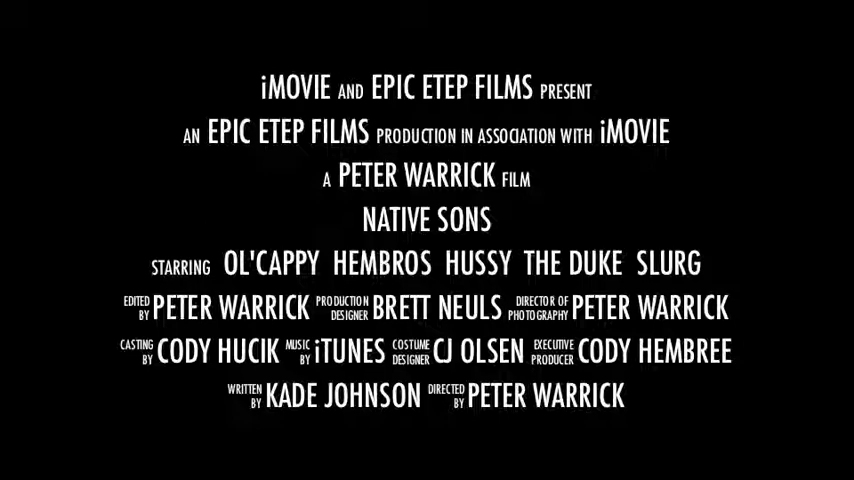 iMOVIE AND EPIC ETEP FILMS PRESENT
AN EPIC ETEP FILMS PRODUCTION IN ASSOCIATION WITH iMOVIE
A PETER WARRICK FILM
NATIVE SONS
STARRING OL'CAPPY HEMBROS HUSSY THE DUKE SLURG
EDITED BY PETER WARRICK PRODUCTION DESIGNER BRETT NEULS DIRECTOR OF PHOTOGRAPHY PETER WARRICK
CASTING BY CODY HUCIK MUSIC BY iTUNES COSTUME DESIGNER CJ OLSEN EXECUTIVE PRODUCER CODY HEMBREE
WRITTEN BY KADE JOHNSON DIRECTED BY PETER WARRICK